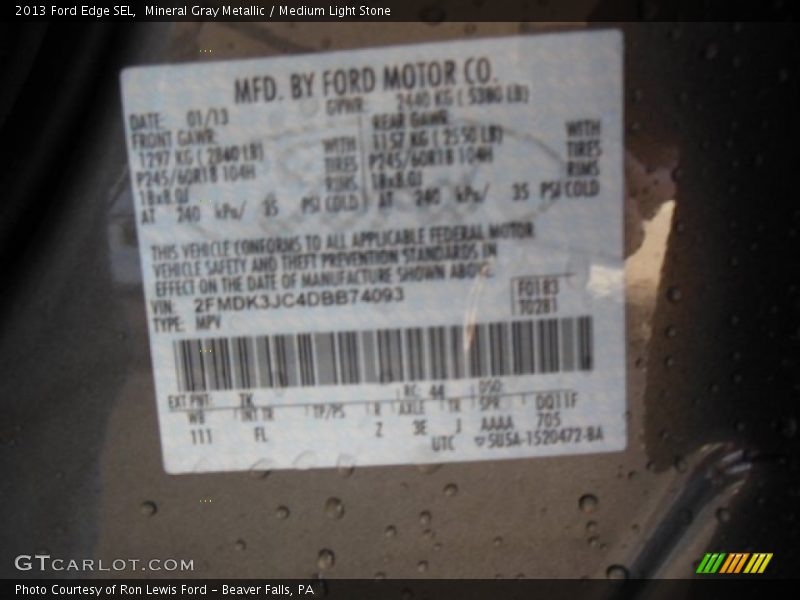 2013 Ford Edge SEL,  Mineral Gray Metallic / Medium Light Stone
MFD. BY FORD MOTOR CO.
DATE: 01/13 GVWR: 2440 KG ( 5380 LB)
FRONT GAWR: REAR GAWR:
1297 KG ( 2840 LB) WITH 1157 KG ( 2550 LB) WITH
P245/60R18 104H TIRES P245/60R18 104H TIRES
18x8.0J RIMS 18x8.0J RIMS
AT 240 kPa/ 35 PSI COLD AT 240 kPa/ 35 PSI COLD
THIS VEHICLE CONFORMS TO ALL APPLICABLE FEDERAL MOTOR
VEHICLE SAFETY AND THEFT PREVENTION STANDARDS IN
EFFECT ON THE DATE OF MANUFACTURE SHOWN ABOVE.
VIN: 2FMDK3JC4DBB74093 F0183
TYPE: MPV T0281
EXT PNT: TK RC: 44 DSO:
WB INT TR TP/PS R AXLE TR SPR DQ11F
111 FL Z 3E J AAAA 705
UTC 5U5A-1520472-BA
GTCARLOT.COM
Photo Courtesy of Ron Lewis Ford - Beaver Falls, PA